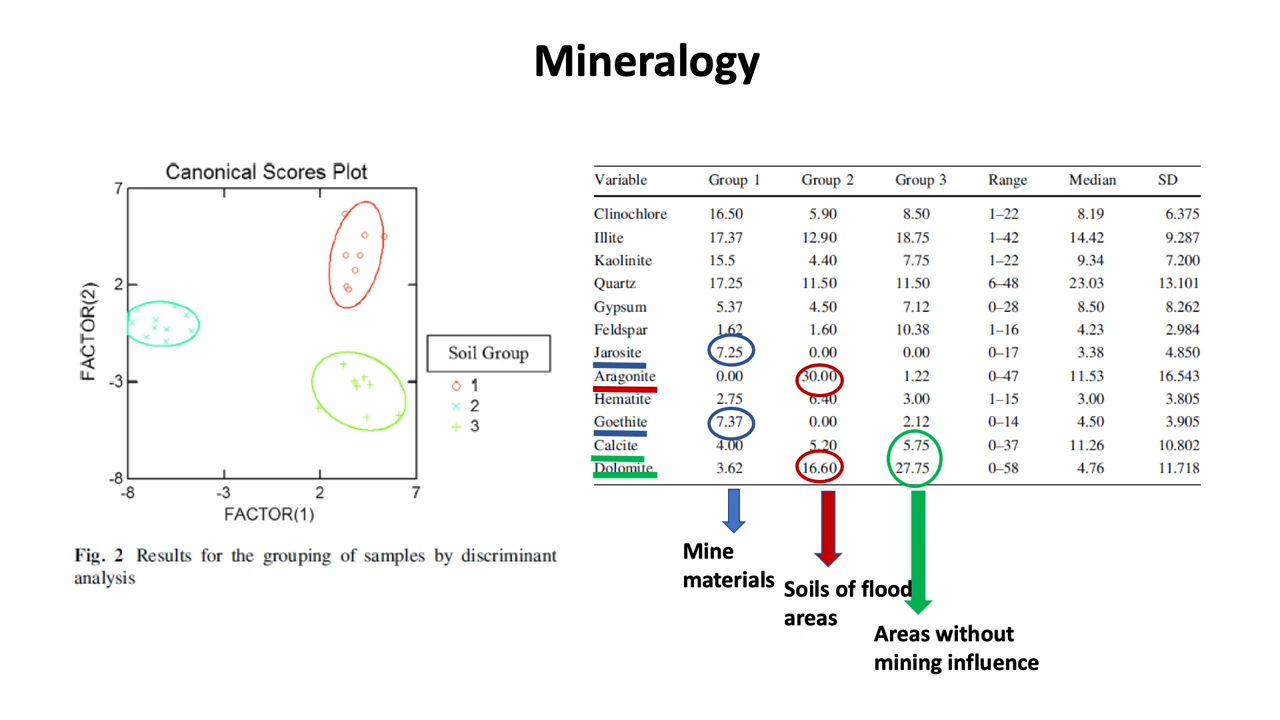 Mineralogy
Canonical Scores Plot
7
2
-3
-8
FACTOR(2)
-8 -3 2 7
FACTOR(1)
Soil Group
1
2
3
Fig. 2 Results for the grouping of samples by discriminant
analysis
Variable Group 1 Group 2 Group 3 Range Median SD
Clinochlore 16.50 5.90 8.50 1–22 8.19 6.375
Illite 17.37 12.90 18.75 1–42 14.42 9.287
Kaolinite 15.5 4.40 7.75 1–22 9.34 7.200
Quartz 17.25 11.50 11.50 6–48 23.03 13.101
Gypsum 5.37 4.50 7.12 0–28 8.50 8.262
Feldspar 1.62 1.60 10.38 1–16 4.23 2.984
Jarosite 7.25 0.00 0.00 0–17 3.38 4.850
Aragonite 0.00 30.00 1.22 0–47 11.53 16.543
Hematite 2.75 6.40 3.00 1–15 3.00 3.805
Goethite 7.37 0.00 2.12 0–14 4.50 3.905
Calcite 4.00 5.20 5.75 0–37 11.26 10.802
Dolomite 3.62 16.60 27.75 0–58 4.76 11.718
Mine
materials
Soils of flood
areas
Areas without
mining influence